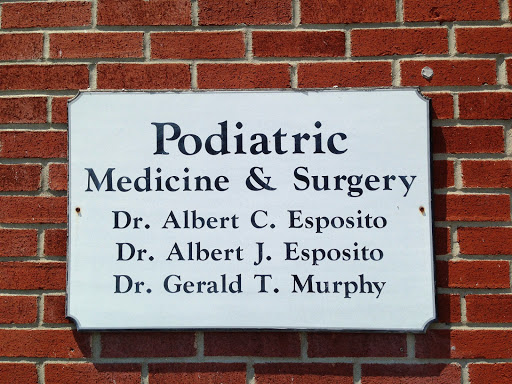 Podiatric
Medicine & Surgery
Dr. Albert C. Esposito
Dr. Albert J. Esposito
Dr. Gerald T. Murphy